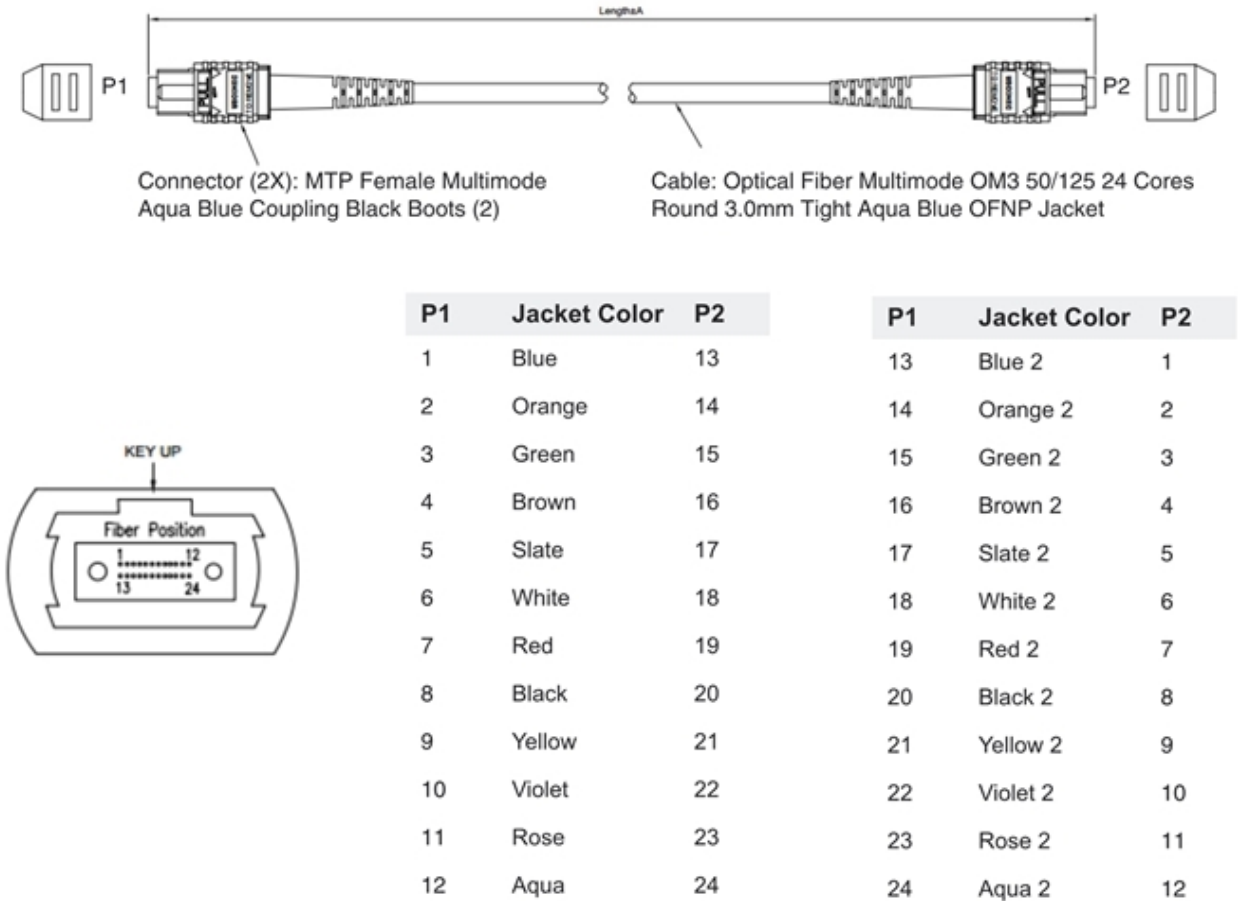 LengthsA
P1
PULL
PULL
P2
Connector (2X): MTP Female Multimode
Aqua Blue Coupling Black Boots (2)
Cable: Optical Fiber Multimode OM3 50/125 24 Cores
Round 3.0mm Tight Aqua Blue OFNP Jacket
KEY UP
Fiber Position
1 12
13 24
P1 Jacket Color P2
1 Blue 13
2 Orange 14
3 Green 15
4 Brown 16
5 Slate 17
6 White 18
7 Red 19
8 Black 20
9 Yellow 21
10 Violet 22
11 Rose 23
12 Aqua 24
P1 Jacket Color P2
13 Blue 2 1
14 Orange 2 2
15 Green 2 3
16 Brown 2 4
17 Slate 2 5
18 White 2 6
19 Red 2 7
20 Black 2 8
21 Yellow 2 9
22 Violet 2 10
23 Rose 2 11
24 Aqua 2 12